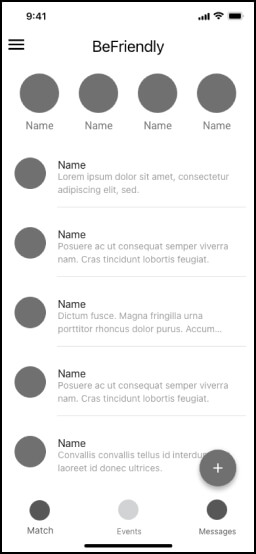 9:41
BeFriendly
Name Name Name Name
Name
Lorem ipsum dolor sit amet, consectetur
adipiscing elit, sed.
Name
Posuere ac ut consequat semper viverra
nam. Cras tincidunt lobortis feugiat.
Name
Dictum fusce. Magna fringilla urna
porttitor rhoncus dolor purus. Accum...
Name
Posuere ac ut consequat semper viverra
nam. Cras tincidunt lobortis feugiat.
Name
Convallis convallis tellus id interdum
laoreet id donec ultrices.
+
Match Events Messages